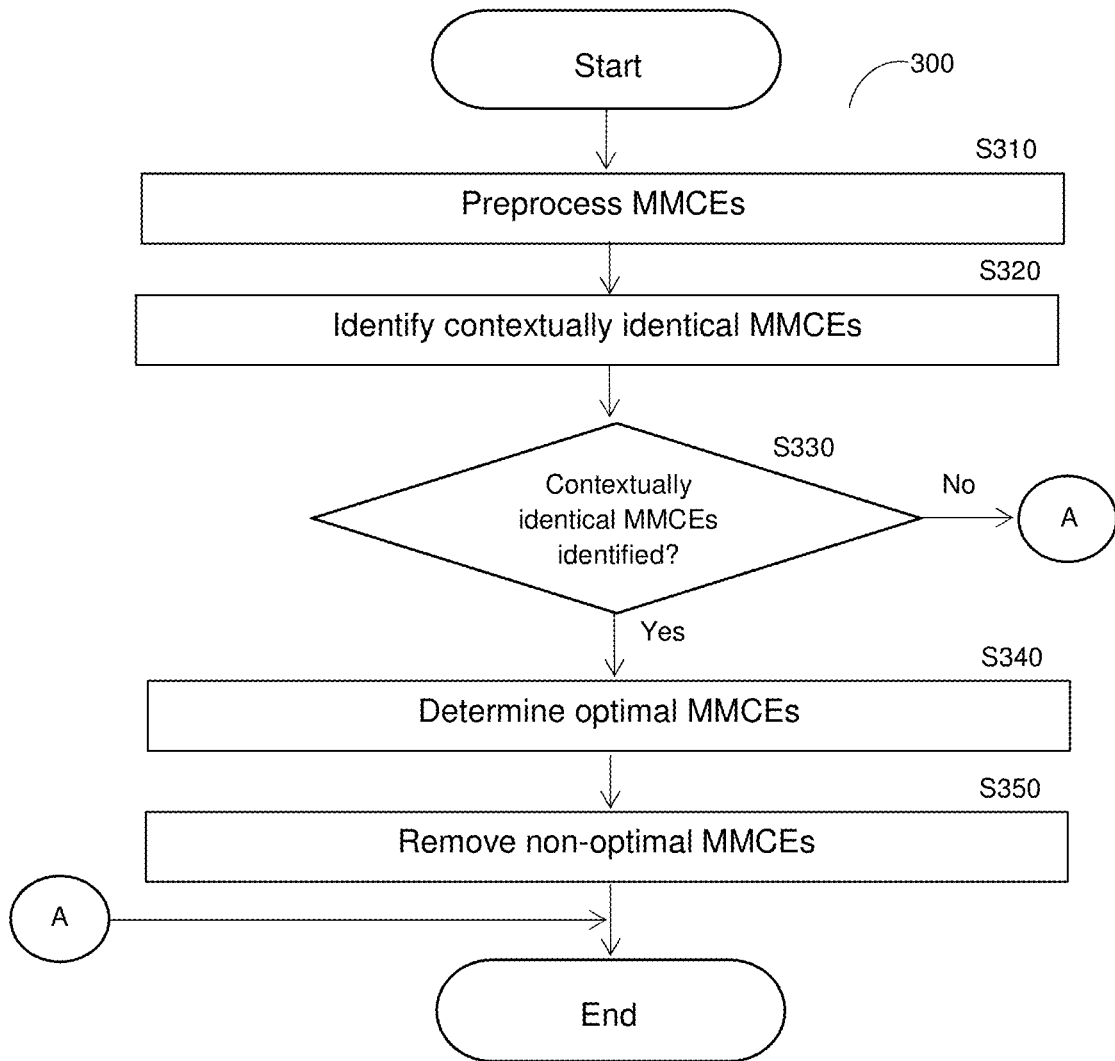 Start
300
S310
Preprocess MMCEs
S320
Identify contextually identical MMCEs
S330
Contextually
identical MMCEs
identified?
No
A
Yes
S340
Determine optimal MMCEs
S350
Remove non-optimal MMCEs
A
End